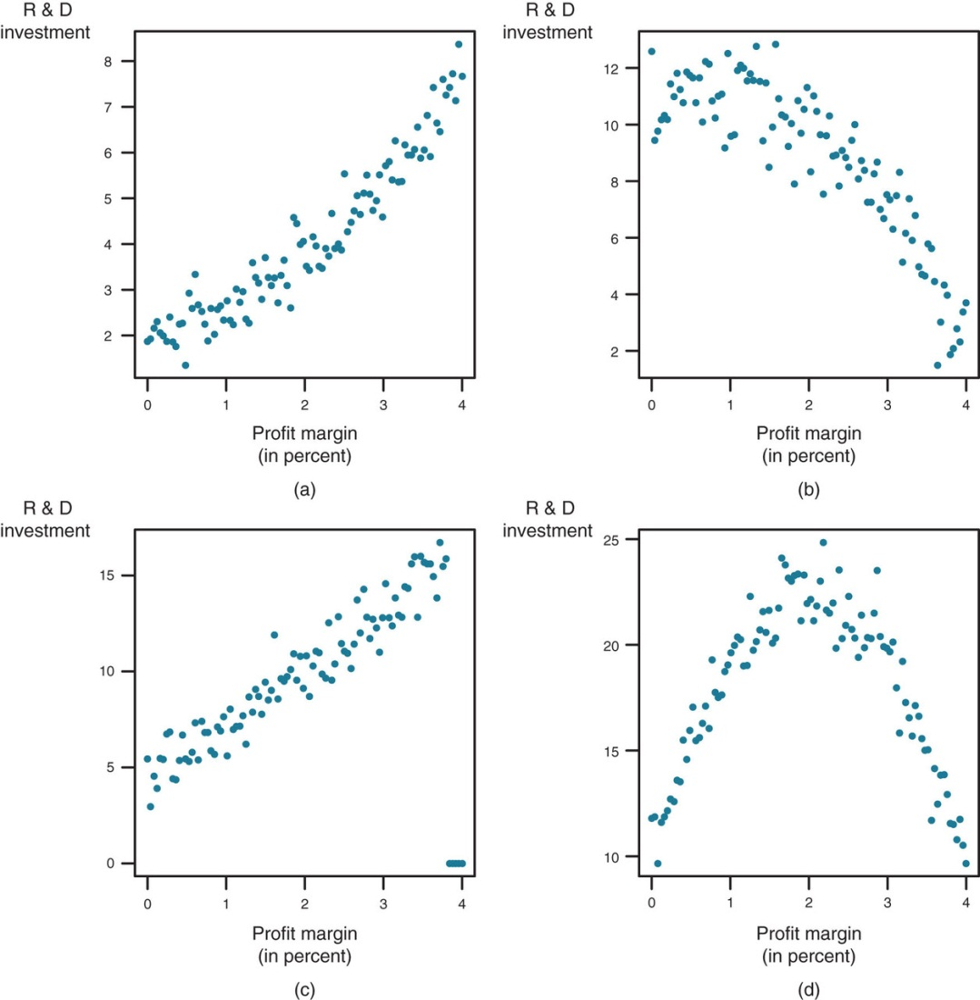 R & D
investment
8
7
6
5
4
3
2
0 1 2 3 4
Profit margin
(in percent)
(a)
R & D
investment
12
10
8
6
4
2
0 1 2 3 4
Profit margin
(in percent)
(b)
R & D
investment
15
10
5
0
0 1 2 3 4
Profit margin
(in percent)
(c)
R & D
investment
25
20
15
10
0 1 2 3 4
Profit margin
(in percent)
(d)